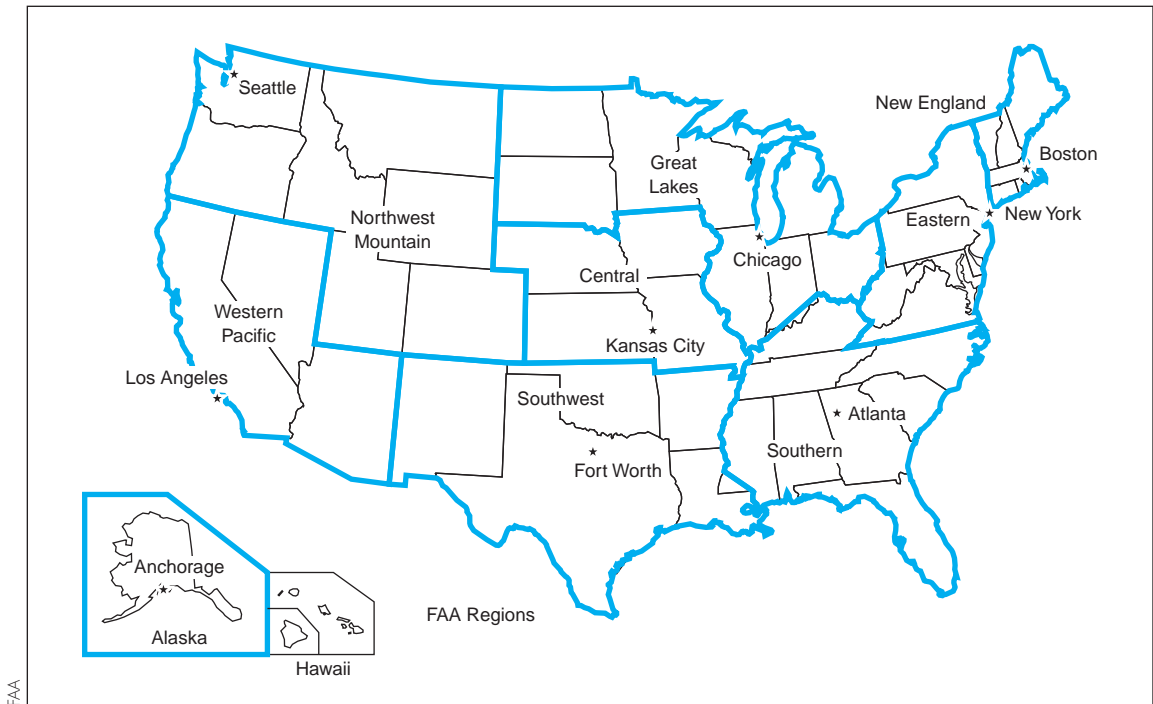 Seattle
New England
Boston
Great
Lakes
New York
Northwest
Mountain
Eastern
Chicago
Central
Western
Pacific
Kansas City
Los Angeles
Southwest
Atlanta
Southern
Fort Worth
Anchorage
Alaska
FAA Regions
Hawaii
FAA